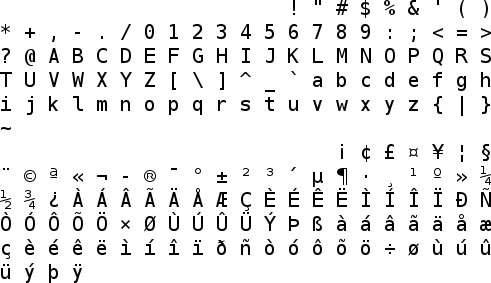 ! " # $ % & ' ( )
* + , - . / 0 1 2 3 4 5 6 7 8 9 : ; < = >
? @ A B C D E F G H I J K L M N O P Q R S
T U V W X Y Z [ \ ] ^ _ ` a b c d e f g h
i j k l m n o p q r s t u v w x y z { | }
~
¡ ¢ £ ¤ ¥ ¦ §
¨ © ª « ¬ - ® ¯ ° ± ² ³ ´ µ ¶ · ¸ ¹ º » ¼
½ ¾ ¿ À Á Â Ã Ä Å Æ Ç È É Ê Ë Ì Í Î Ï Ð Ñ
Ò Ó Ô Õ Ö × Ø Ù Ú Û Ü Ý Þ ß à á â ã ä å æ
ç è é ê ë ì í î ï ð ñ ò ó ô õ ö ÷ ø ù ú û
ü ý þ ÿ